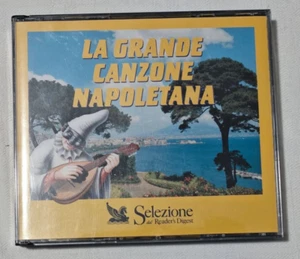 LA GRANDE
CANZONE
NAPOLETANA
Selezione
dal Reader's Digest